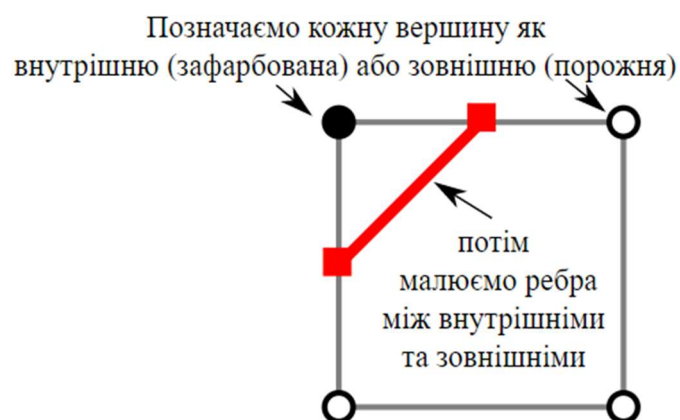 Позначаємо кожну вершину як
внутрішню (зафарбована) або зовнішню (порожня)
потім
малюємо ребра
між внутрішніми
та зовнішніми